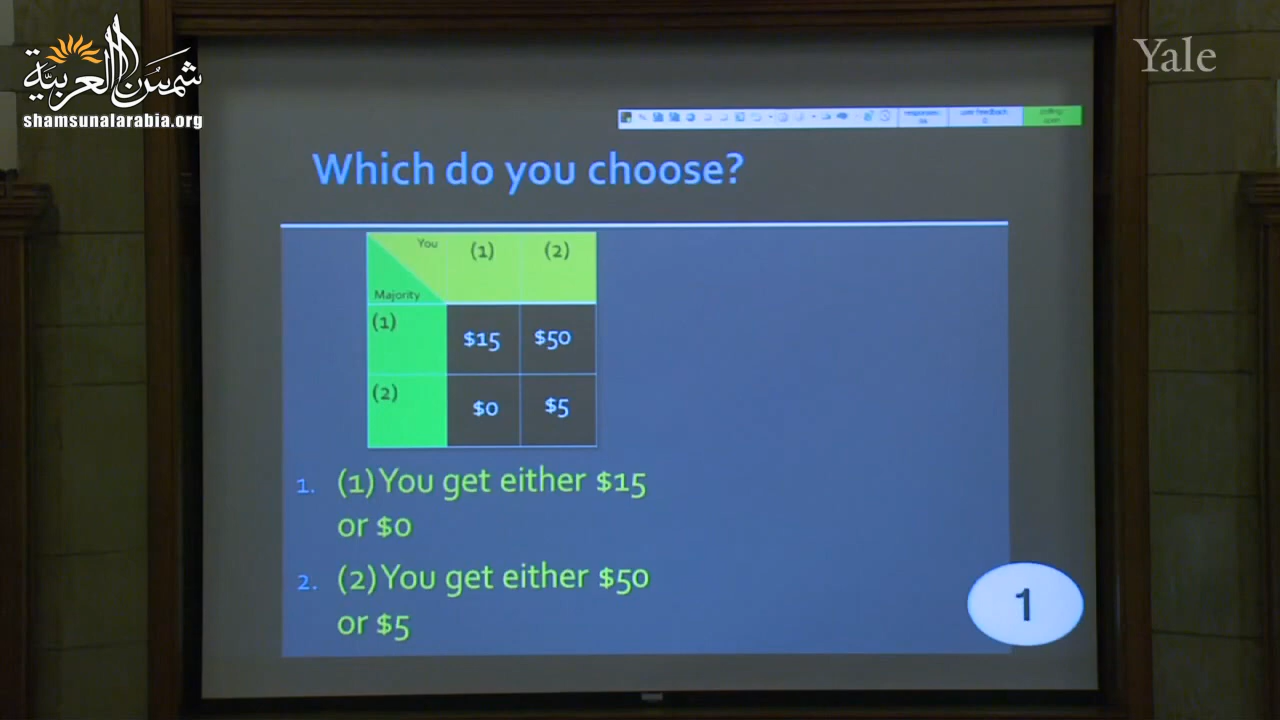 شمس العربية
shamsunalarabia.org
Yale
Which do you choose?
You (1) (2)
Majority
(1) $15 $50
(2) $0 $5
1. (1) You get either $15
or $0
2. (2) You get either $50
or $5
1